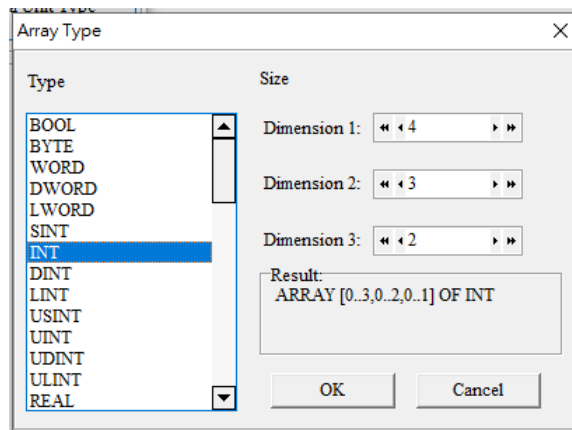 a Unit Type
Array Type
Type
BOOL
BYTE
WORD
DWORD
LWORD
SINT
INT
DINT
LINT
USINT
UINT
UDINT
ULINT
REAL
Size
Dimension 1: 4
Dimension 2: 3
Dimension 3: 2
Result:
ARRAY [0..3,0..2,0..1] OF INT
OK
Cancel